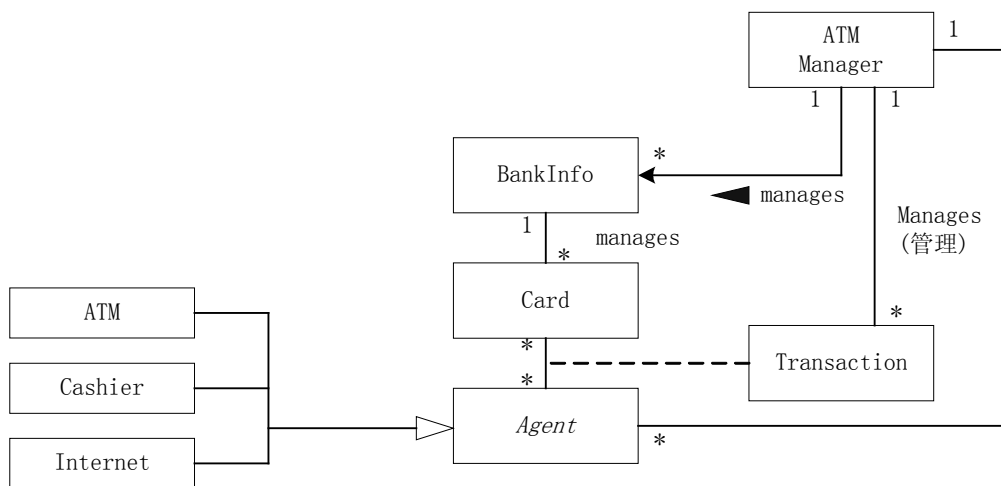 ATM
Manager
1
1
1
BankInfo
*
manages
Manages
(管理)
1
manages
*
Card
ATM
*
Transaction
*
Cashier
*
Agent
*
Internet